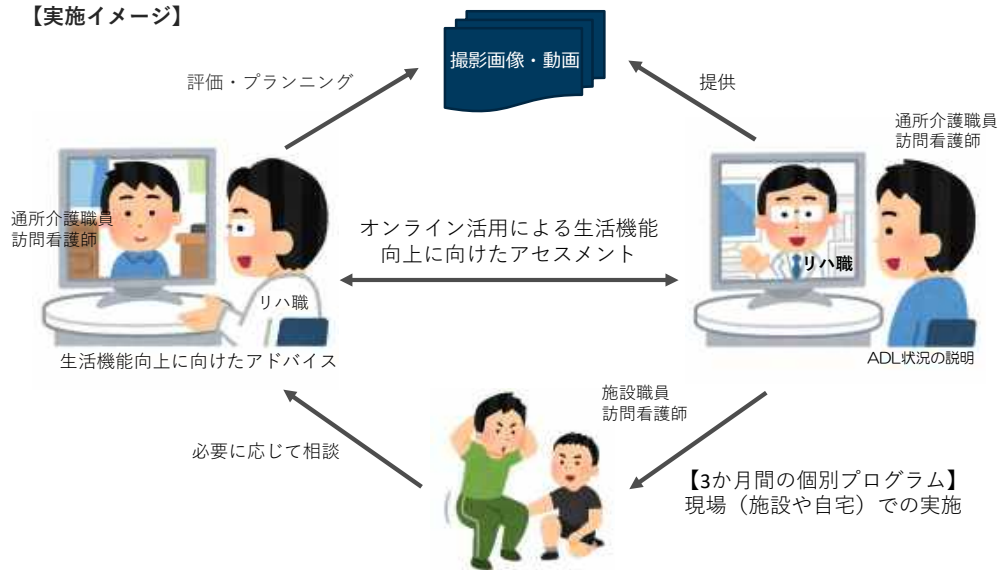 【実施イメージ】
撮影画像・動画
評価・プランニング
提供
通所介護職員
訪問看護師
通所介護職員
訪問看護師
オンライン活用による生活機能
向上に向けたアセスメント
リハ職
リハ職
生活機能向上に向けたアドバイス
ADL状況の説明
施設職員
訪問看護師
必要に応じて相談
【3か月間の個別プログラム】
現場（施設や自宅）での実施